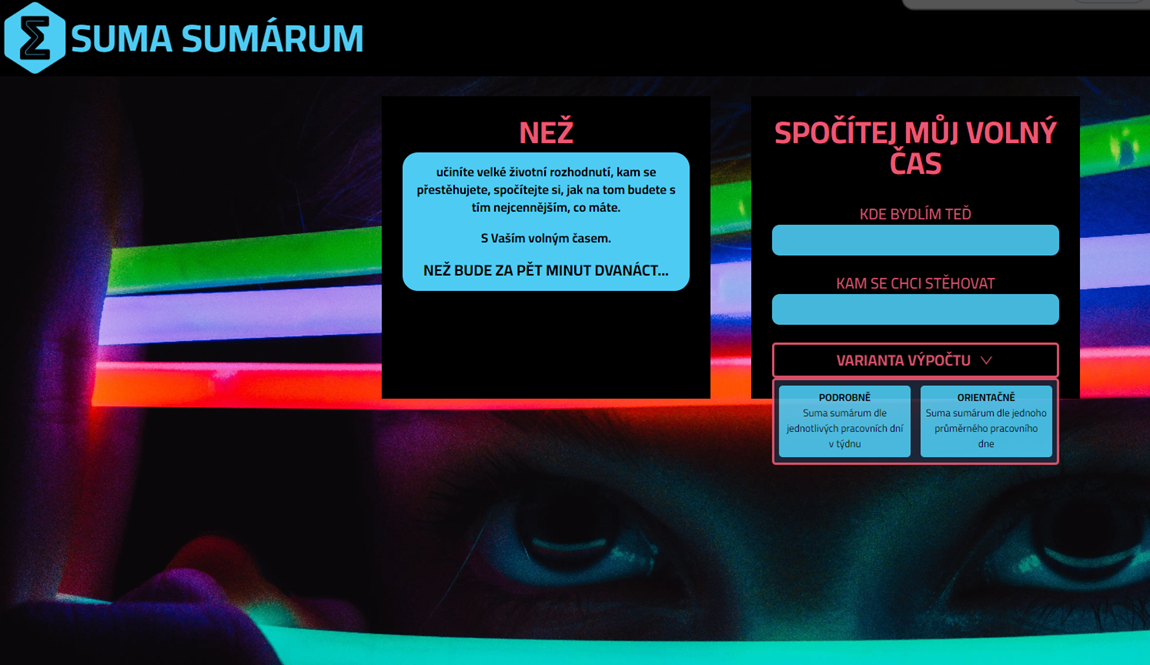 SUMA SUMÁRUM
NEŽ
učiníte velké životní rozhodnutí, kam se
přestěhujete, spočítejte si, jak na tom budete s
tím nejcennějším, co máte.
S Vaším volným časem.
NEŽ BUDE ZA PĚT MINUT DVANÁCT...
SPOČÍTEJ MŮJ VOLNÝ
ČAS
KDE BYDLÍM TEĎ
KAM SE CHCI STĚHOVAT
VARIANTA VÝPOČTU
PODROBNĚ
Suma sumárum dle
jednotlivých pracovních dní
v týdnu
ORIENTAČNĚ
Suma sumárum dle jednoho
průměrného pracovního
dne